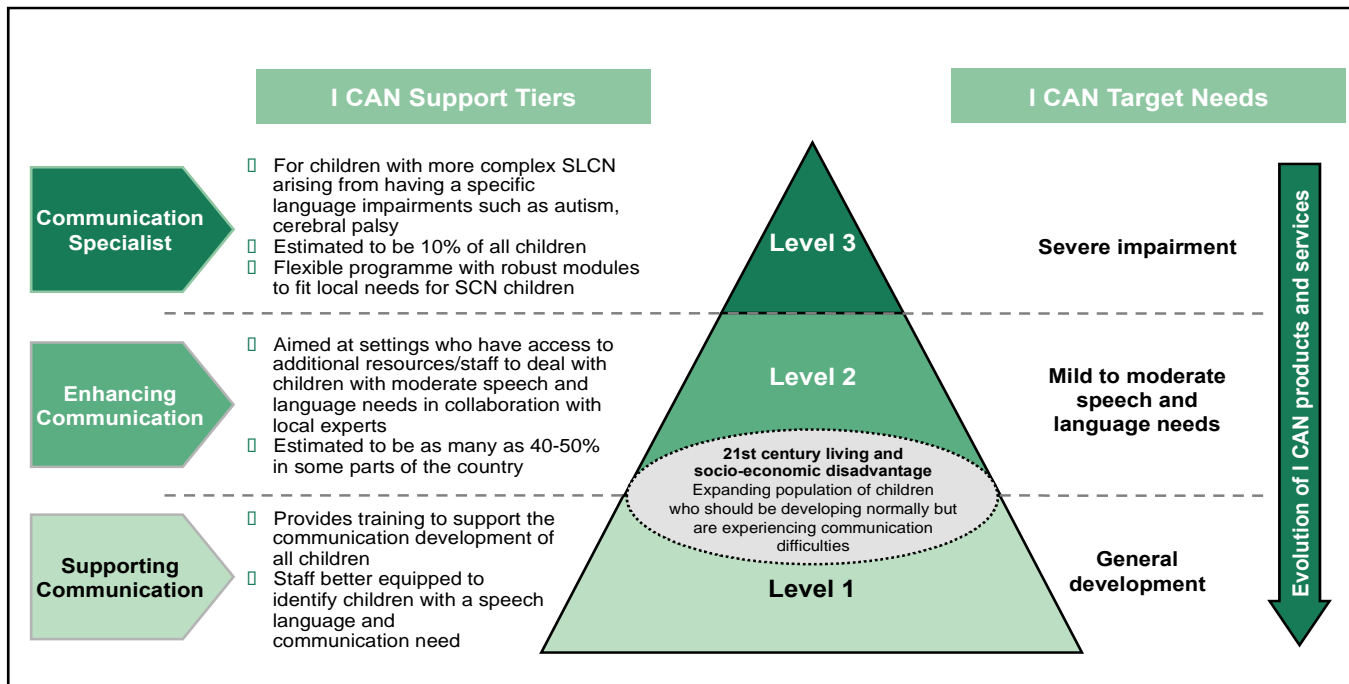 I CAN Support Tiers
I CAN Target Needs
Communication
Specialist
For children with more complex SLCN
arising from having a specific
language impairments such as autism,
cerebral palsy
Estimated to be 10% of all children
Flexible programme with robust modules
to fit local needs for SCN children
Level 3
Severe impairment
Enhancing
Communication
Aimed at settings who have access to
additional resources/staff to deal with
children with moderate speech and
language needs in collaboration with
local experts
Estimated to be as many as 40-50%
in some parts of the country
Level 2
Mild to moderate
speech and
language needs
21st century living and
socio-economic disadvantage
Expanding population of children
who should be developing normally but
are experiencing communication
difficulties
Supporting
Communication
Provides training to support the
communication development of
all children
Staff better equipped to
identify children with a speech
language and
communication need
Level 1
General
development
Evolution of I CAN products and services